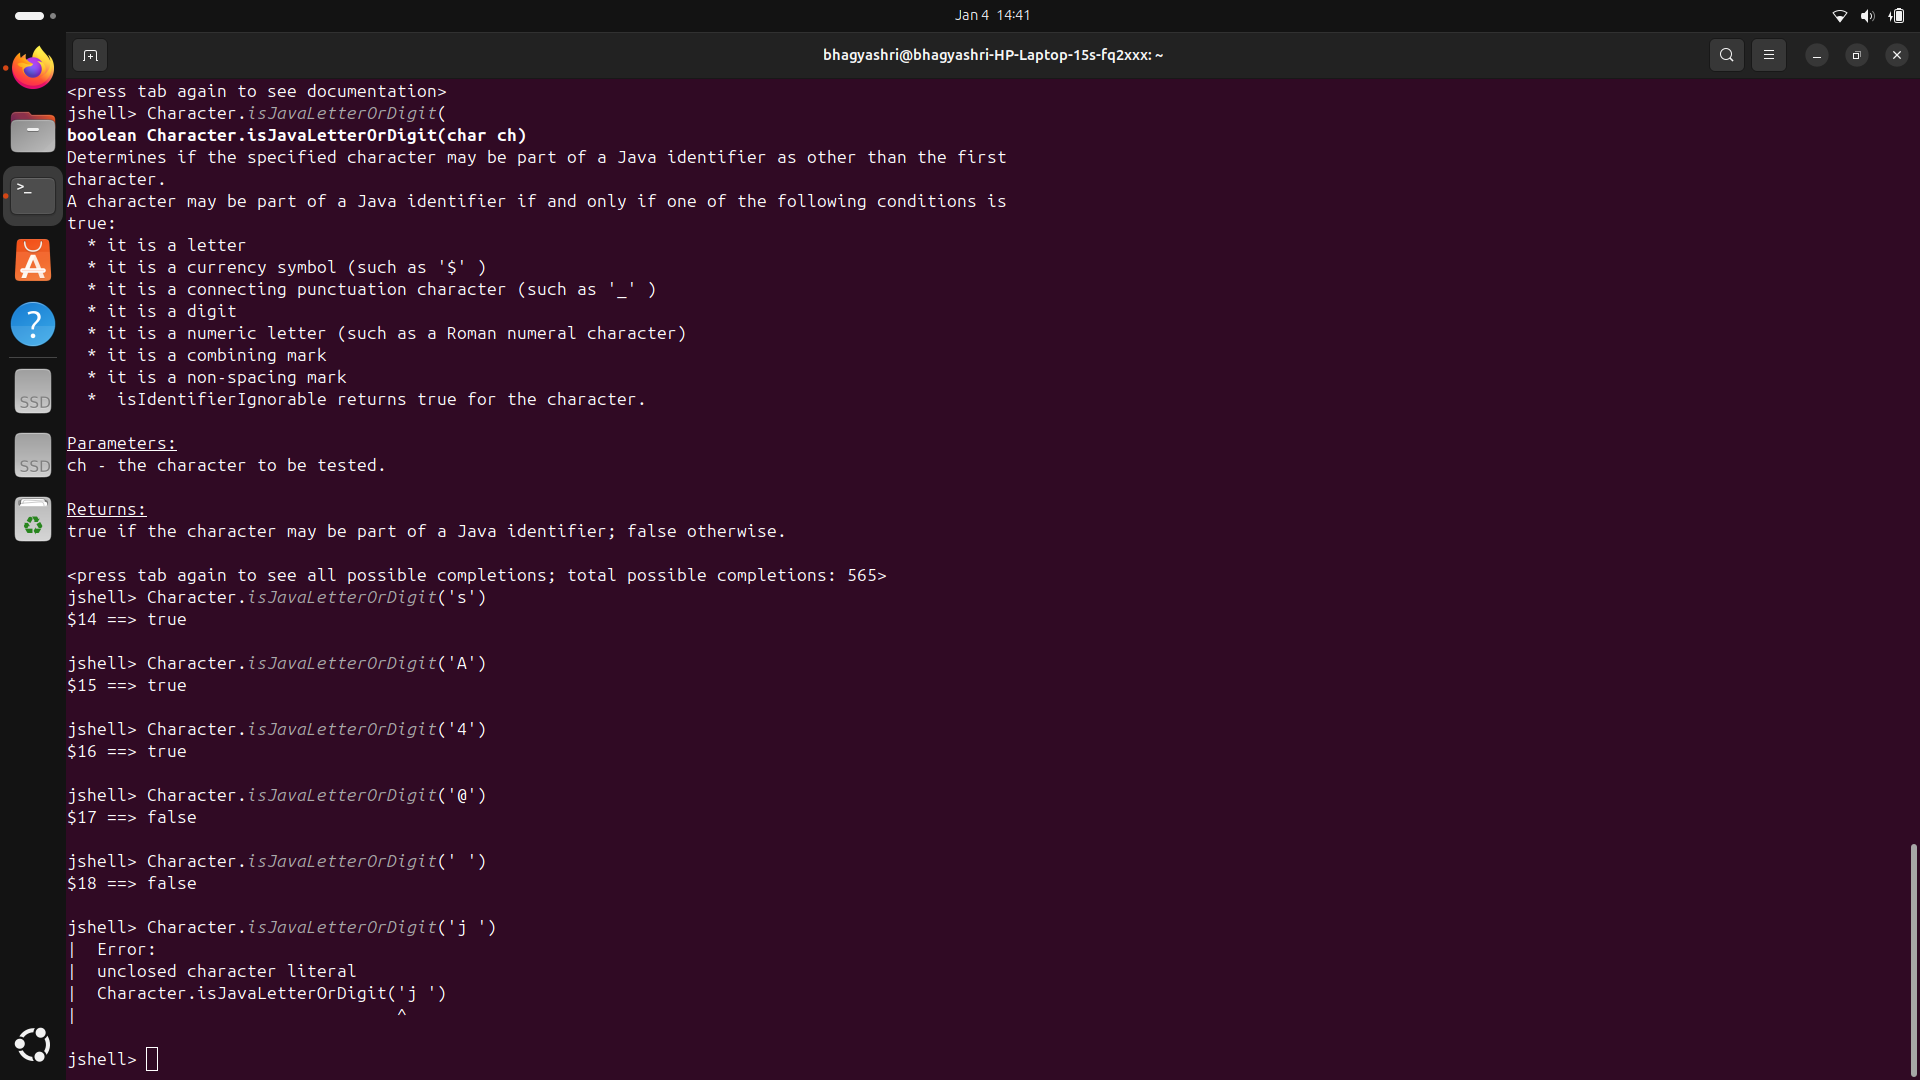 Jan 4 14:41
bhagyashri@bhagyashri-HP-Laptop-15s-fq2xxx: ~
<press tab again to see documentation>
jshell> Character.isJavaLetterOrDigit(
boolean Character.isJavaLetterOrDigit(char ch)
Determines if the specified character may be part of a Java identifier as other than the first
character.
A character may be part of a Java identifier if and only if one of the following conditions is
true:
  * it is a letter
  * it is a currency symbol (such as '$' )
  * it is a connecting punctuation character (such as '_' )
  * it is a digit
  * it is a numeric letter (such as a Roman numeral character)
  * it is a combining mark
  * it is a non-spacing mark
  *  isIdentifierIgnorable returns true for the character.
Parameters:
ch - the character to be tested.
Returns:
true if the character may be part of a Java identifier; false otherwise.
<press tab again to see all possible completions; total possible completions: 565>
jshell> Character.isJavaLetterOrDigit('s')
$14 ==> true
jshell> Character.isJavaLetterOrDigit('A')
$15 ==> true
jshell> Character.isJavaLetterOrDigit('4')
$16 ==> true
jshell> Character.isJavaLetterOrDigit('@')
$17 ==> false
jshell> Character.isJavaLetterOrDigit(' ')
$18 ==> false
jshell> Character.isJavaLetterOrDigit('j ')
|  Error:
|  unclosed character literal
|  Character.isJavaLetterOrDigit('j ')
|                                ^
jshell>
>_
A
?
SSD
SSD